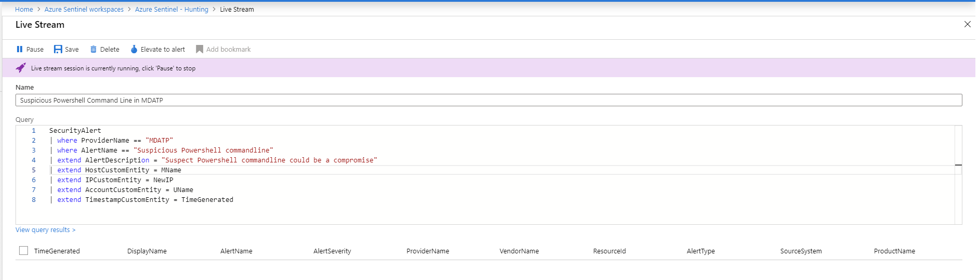 Home > Azure Sentinel workspaces > Azure Sentinel - Hunting > Live Stream
Live Stream
Pause Save Delete Elevate to alert Add bookmark
Live stream session is currently running, click 'Pause' to stop
Name
Suspicious Powershell Command Line in MDATP
Query
1 SecurityAlert
2 | where ProviderName == "MDATP"
3 | where AlertName == "Suspicious Powershell commandline"
4 | extend AlertDescription = "Suspect Powershell commandline could be a compromise"
5 | extend HostCustomEntity = MName
6 | extend IPCustomEntity = NewIP
7 | extend AccountCustomEntity = UName
8 | extend TimestampCustomEntity = TimeGenerated
View query results >
TimeGenerated DisplayName AlertName AlertSeverity ProviderName VendorName ResourceId AlertType SourceSystem ProductName